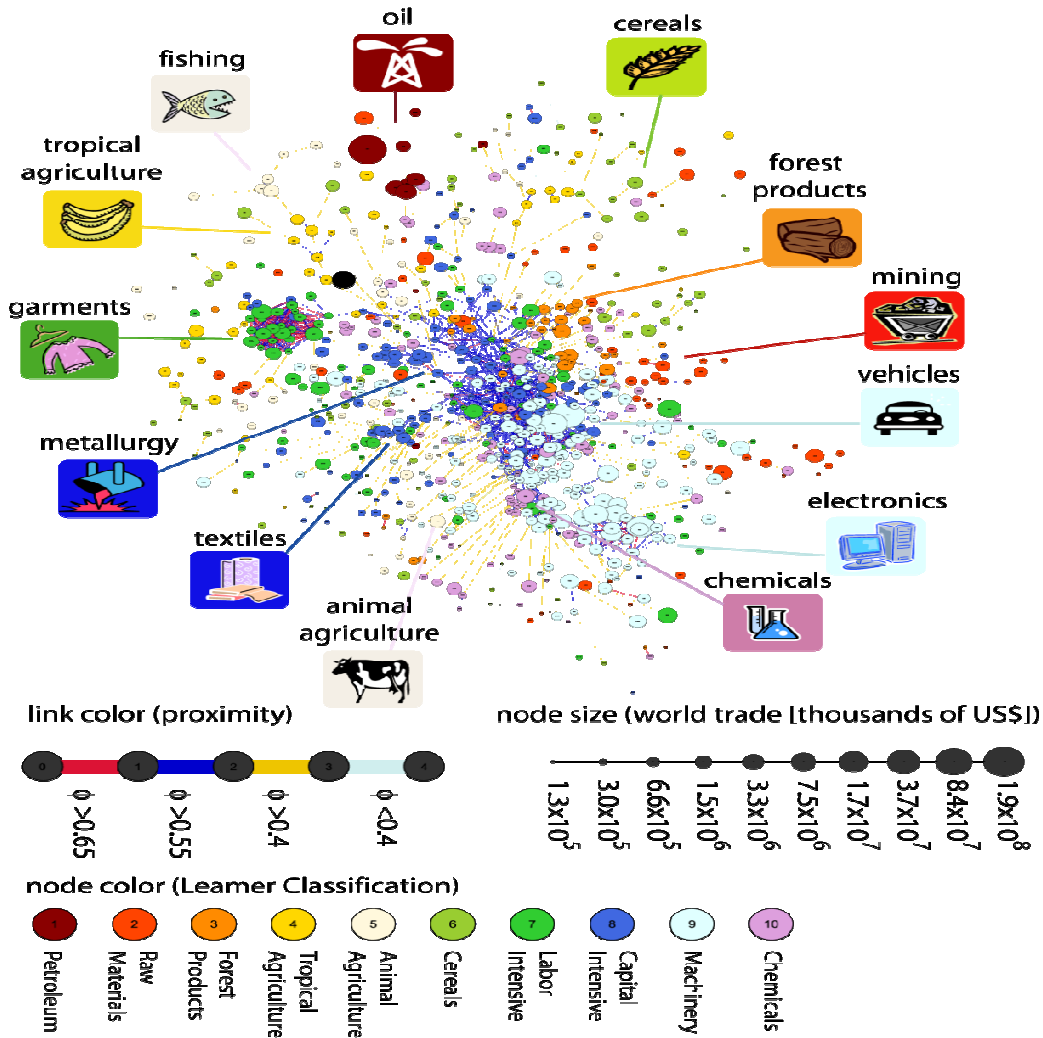 oil
cereals
fishing
tropical
agriculture
forest
products
mining
garments
vehicles
metallurgy
electronics
textiles
chemicals
animal
agriculture
link color (proximity)
node size (world trade [thousands of US$])
0 1 2 3 4
ϕ >0.65
ϕ >0.55
ϕ >0.4
ϕ <0.4
1.3x10⁵
3.0x10⁵
6.6x10⁵
1.5x10⁶
3.3x10⁶
7.5x10⁶
1.7x10⁷
3.7x10⁷
8.4x10⁷
1.9x10⁸
node color (Leamer Classification)
1 2 3 4 5 6 7 8 9 10
Petroleum
Raw
Materials
Forest
Products
Tropical
Agriculture
Animal
Agriculture
Cereals
Labor
Intensive
Capital
Intensive
Machinery
Chemicals